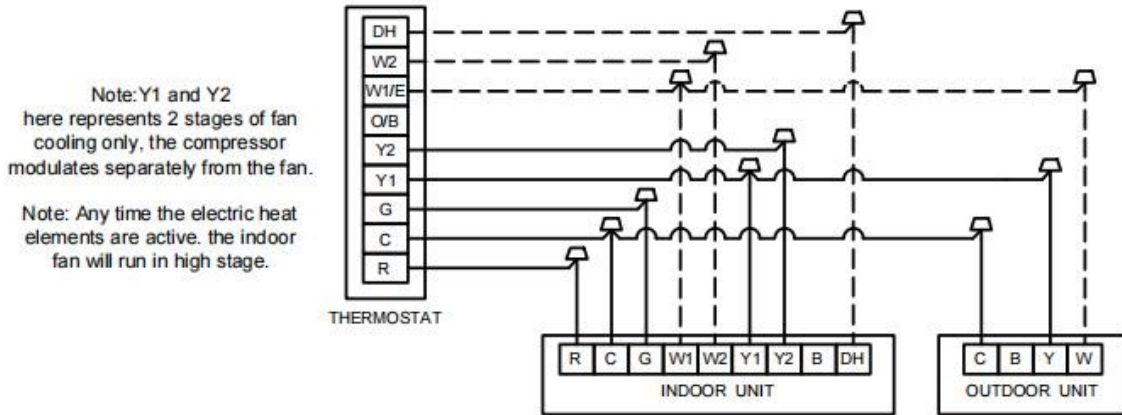 Note:Y1 and Y2
here represents 2 stages of fan
cooling only, the compressor
modulates separately from the fan.
Note: Any time the electric heat
elements are active. the indoor
fan will run in high stage.
DH
W2
W1/E
O/B
Y2
Y1
G
C
R
THERMOSTAT
R C G W1 W2 Y1 Y2 B DH
INDOOR UNIT
C B Y W
OUTDOOR UNIT